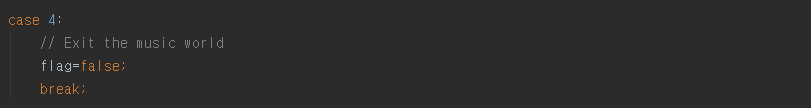 case 4:
// Exit the music world
flag=false;
break;